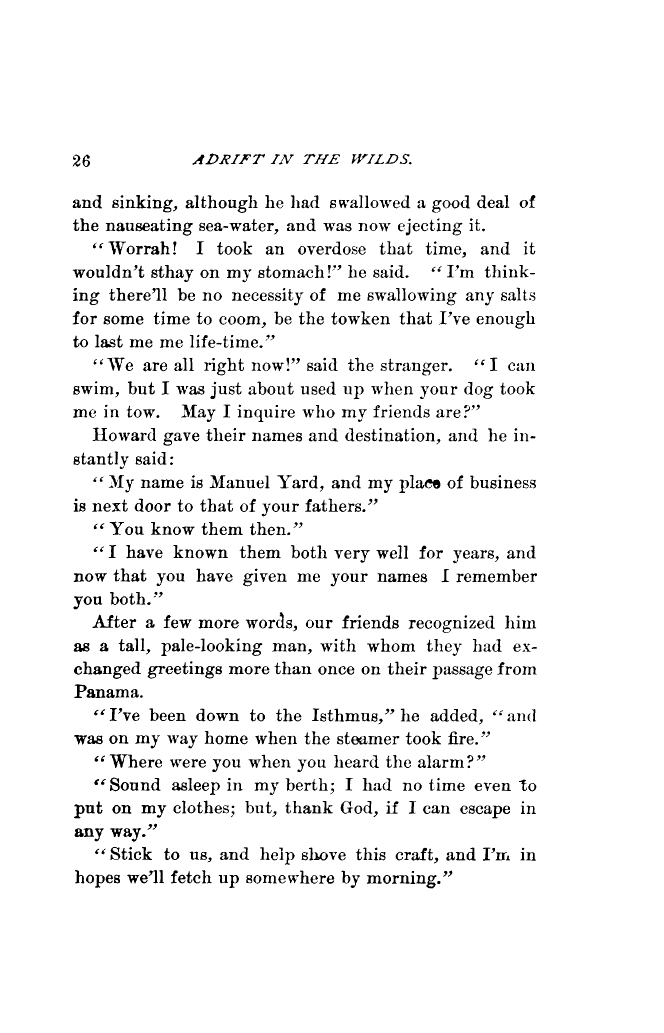 26 ADRIFT IN THE WILDS.
and sinking, although he had swallowed a good deal of
the nauseating sea-water, and was now ejecting it.
“Worrah! I took an overdose that time, and it
wouldn’t sthay on my stomach!” he said. “I’m think-
ing there’ll be no necessity of me swallowing any salts
for some time to coom, be the towken that I’ve enough
to last me me life-time.”
“We are all right now!” said the stranger. “I can
swim, but I was just about used up when your dog took
me in tow. May I inquire who my friends are?”
Howard gave their names and destination, and he in-
stantly said:
“My name is Manuel Yard, and my place of business
is next door to that of your fathers.”
“You know them then.”
“I have known them both very well for years, and
now that you have given me your names I remember
you both.”
After a few more words, our friends recognized him
as a tall, pale-looking man, with whom they had ex-
changed greetings more than once on their passage from
Panama.
“I’ve been down to the Isthmus,” he added, “and
was on my way home when the steamer took fire.”
“Where were you when you heard the alarm?”
“Sound asleep in my berth; I had no time even to
put on my clothes; but, thank God, if I can escape in
any way.”
“Stick to us, and help shove this craft, and I’m in
hopes we’ll fetch up somewhere by morning.”